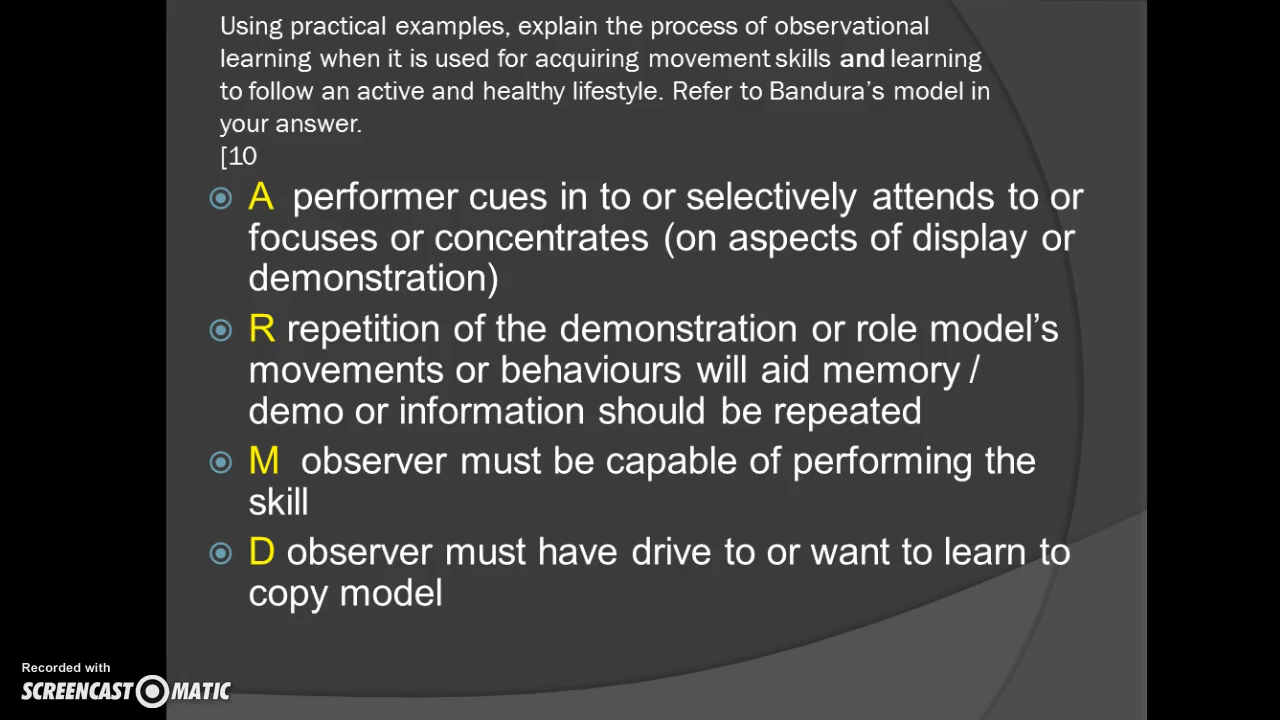 Using practical examples, explain the process of observational
learning when it is used for acquiring movement skills and learning
to follow an active and healthy lifestyle. Refer to Bandura's model in
your answer.
[10
A performer cues in to or selectively attends to or
focuses or concentrates (on aspects of display or
demonstration)
R repetition of the demonstration or role model's
movements or behaviours will aid memory /
demo or information should be repeated
M observer must be capable of performing the
skill
D observer must have drive to or want to learn to
copy model
Recorded with
SCREENCAST MATIC